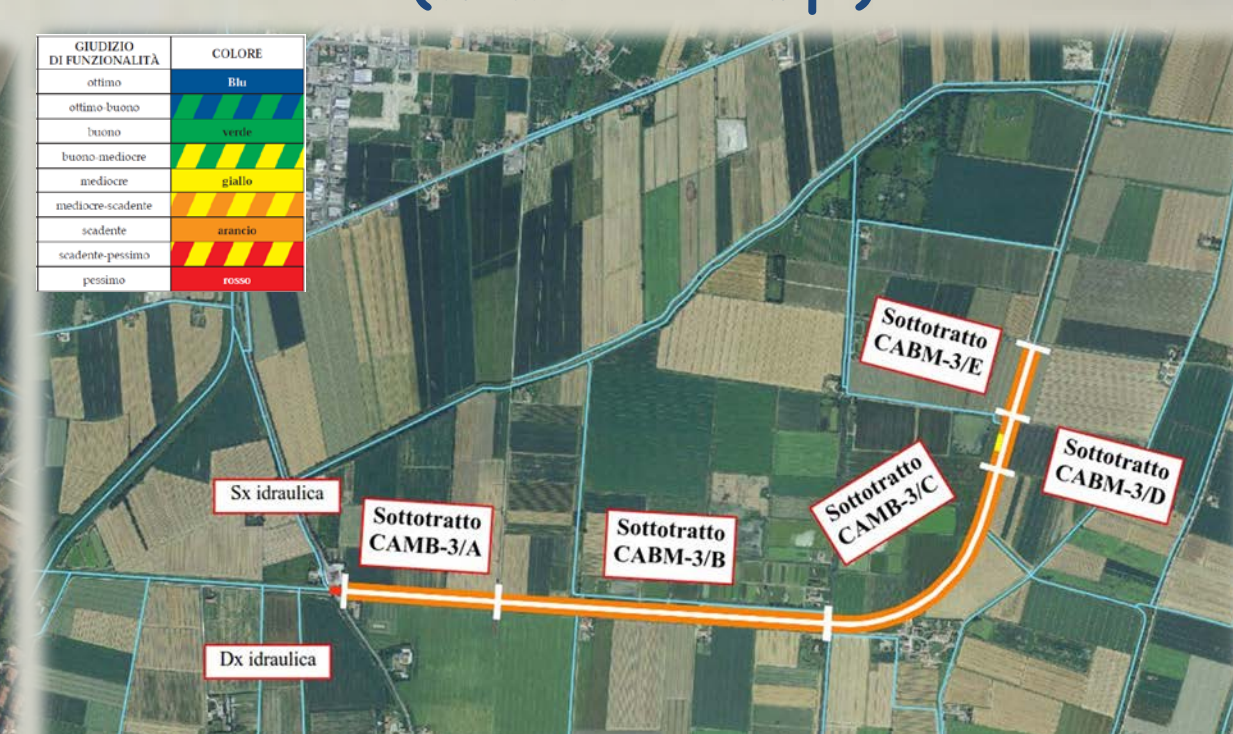 GIUDIZIO
DI FUNZIONALITÀ
COLORE
ottimo
Blu
ottimo-buono
buono
verde
buono-mediocre
mediocre
giallo
mediocre-scadente
scadente
arancio
scadente-pessimo
pessimo
rosso
Sottotratto
CABM-3/E
Sottotratto
CABM-3/D
Sottotratto
CAMB-3/C
Sx idraulica
Sottotratto
CAMB-3/A
Sottotratto
CABM-3/B
Dx idraulica